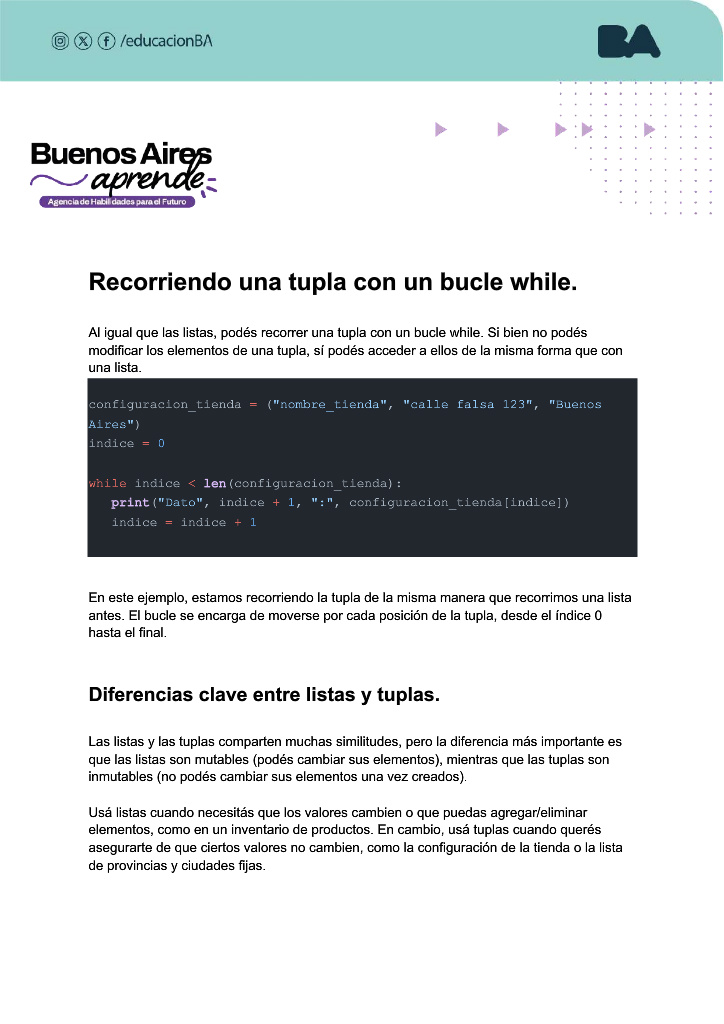 /educacionBA
BA
Buenos Aires
aprende
Agencia de Habilidades para el Futuro
Recorriendo una tupla con un bucle while.
Al igual que las listas, podés recorrer una tupla con un bucle while. Si bien no podés
modificar los elementos de una tupla, sí podés acceder a ellos de la misma forma que con
una lista.
configuracion_tienda = ("nombre_tienda", "calle falsa 123", "Buenos
Aires")
indice = 0
while indice < len(configuracion_tienda):
print("Dato", indice + 1, ":", configuracion_tienda[indice])
indice = indice + 1
En este ejemplo, estamos recorriendo la tupla de la misma manera que recorrimos una lista
antes. El bucle se encarga de moverse por cada posición de la tupla, desde el índice 0
hasta el final.
Diferencias clave entre listas y tuplas.
Las listas y las tuplas comparten muchas similitudes, pero la diferencia más importante es
que las listas son mutables (podés cambiar sus elementos), mientras que las tuplas son
inmutables (no podés cambiar sus elementos una vez creados).
Usá listas cuando necesitás que los valores cambien o que puedas agregar/eliminar
elementos, como en un inventario de productos. En cambio, usá tuplas cuando querés
asegurarte de que ciertos valores no cambien, como la configuración de la tienda o la lista
de provincias y ciudades fijas.